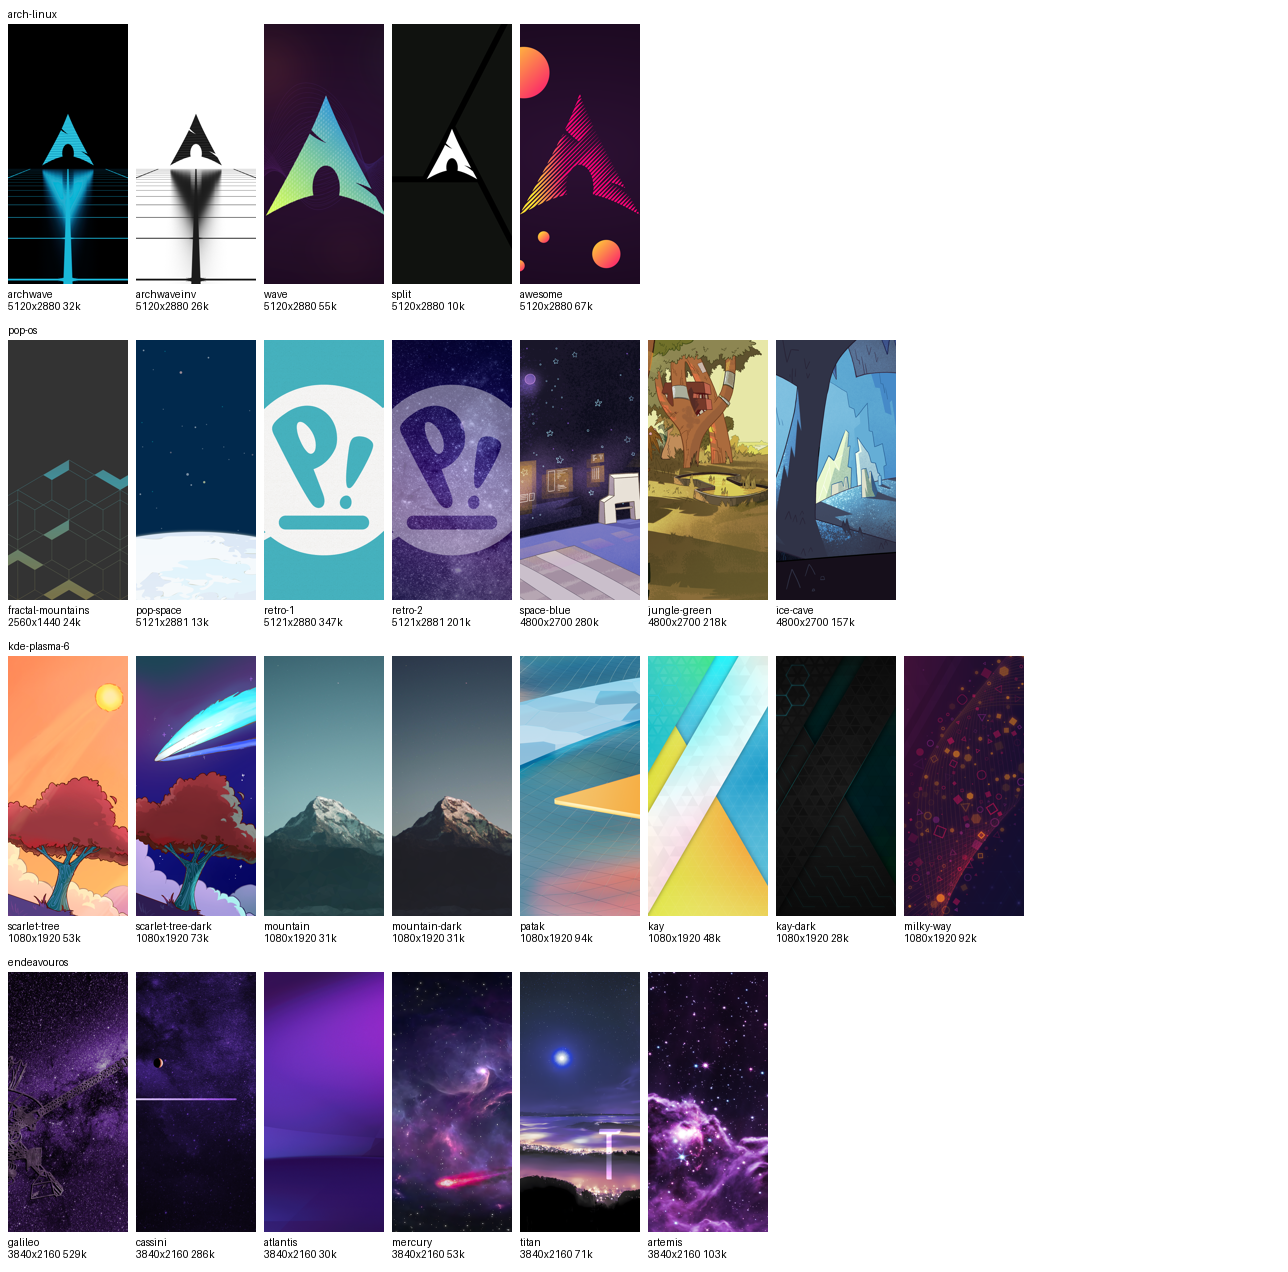 arch-linux
archwave
5120x2880 32k
archwaveinv
5120x2880 26k
wave
5120x2880 55k
split
5120x2880 10k
awesome
5120x2880 67k
pop-os
P!
P!
fractal-mountains
2560x1440 24k
pop-space
5121x2881 13k
retro-1
5121x2880 347k
retro-2
5121x2881 201k
space-blue
4800x2700 280k
jungle-green
4800x2700 218k
ice-cave
4800x2700 157k
kde-plasma-6
scarlet-tree
1080x1920 53k
scarlet-tree-dark
1080x1920 73k
mountain
1080x1920 31k
mountain-dark
1080x1920 31k
patak
1080x1920 94k
kay
1080x1920 48k
kay-dark
1080x1920 28k
milky-way
1080x1920 92k
endeavouros
T
galileo
3840x2160 529k
cassini
3840x2160 286k
atlantis
3840x2160 30k
mercury
3840x2160 53k
titan
3840x2160 71k
artemis
3840x2160 103k